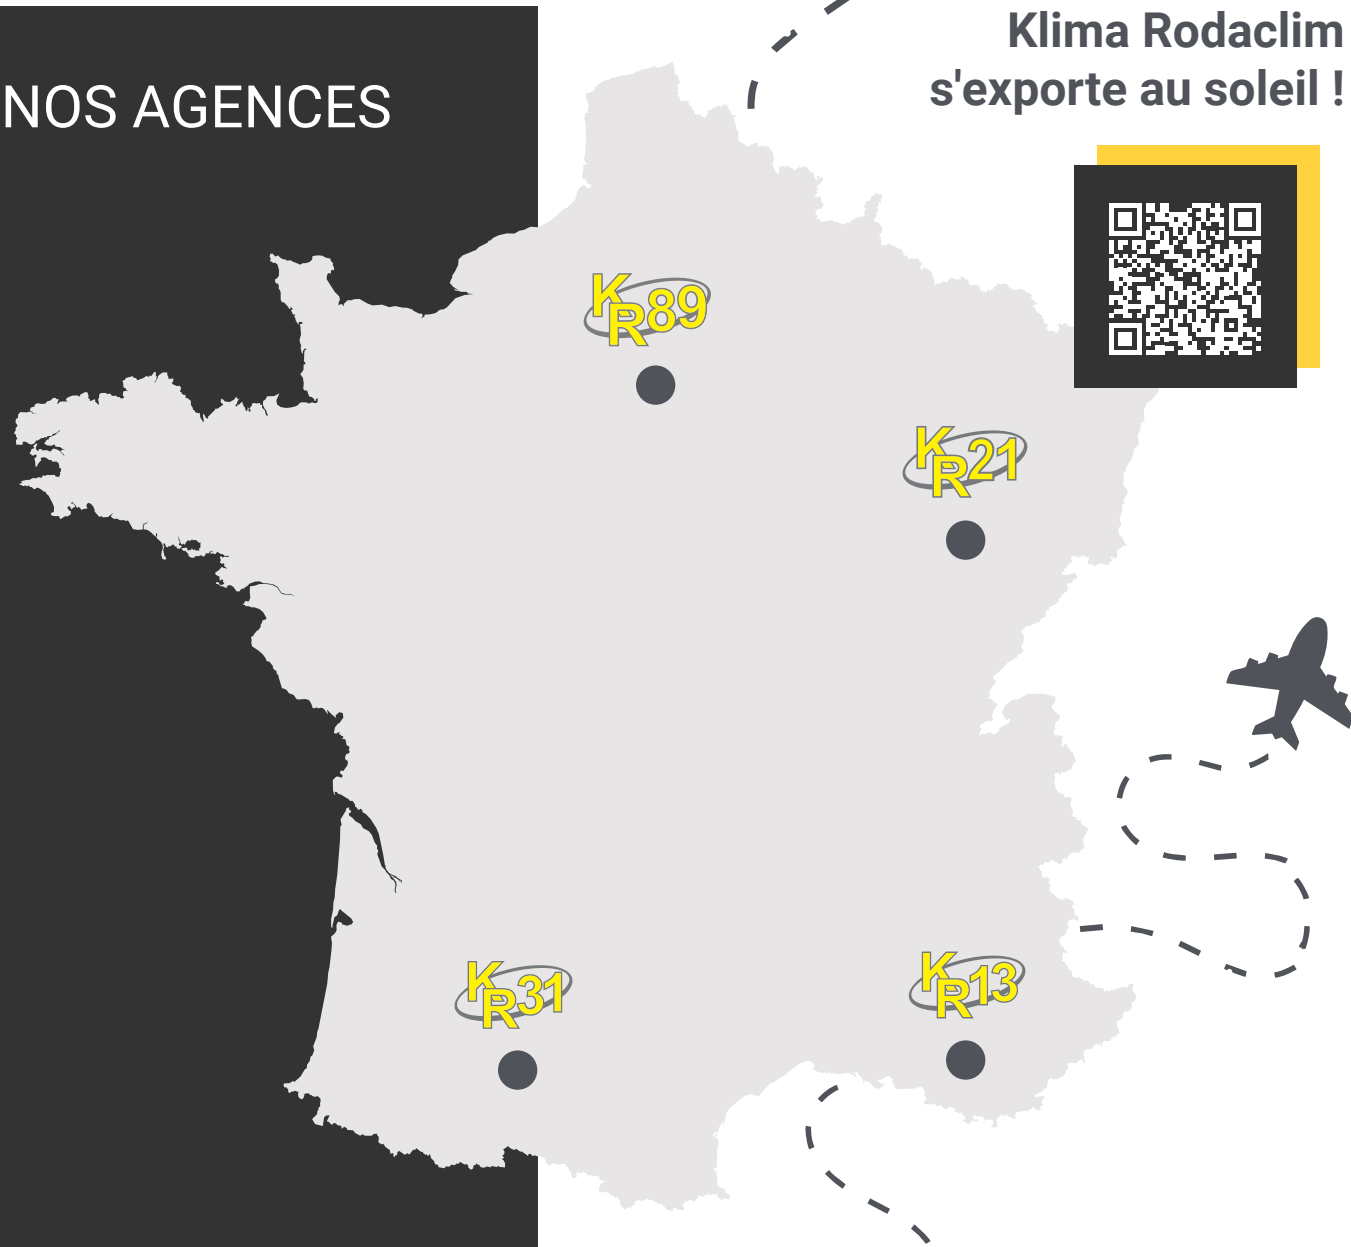 NOS AGENCES
Klima Rodaclim
s'exporte au soleil !
KR89
KR21
KR31
KR13